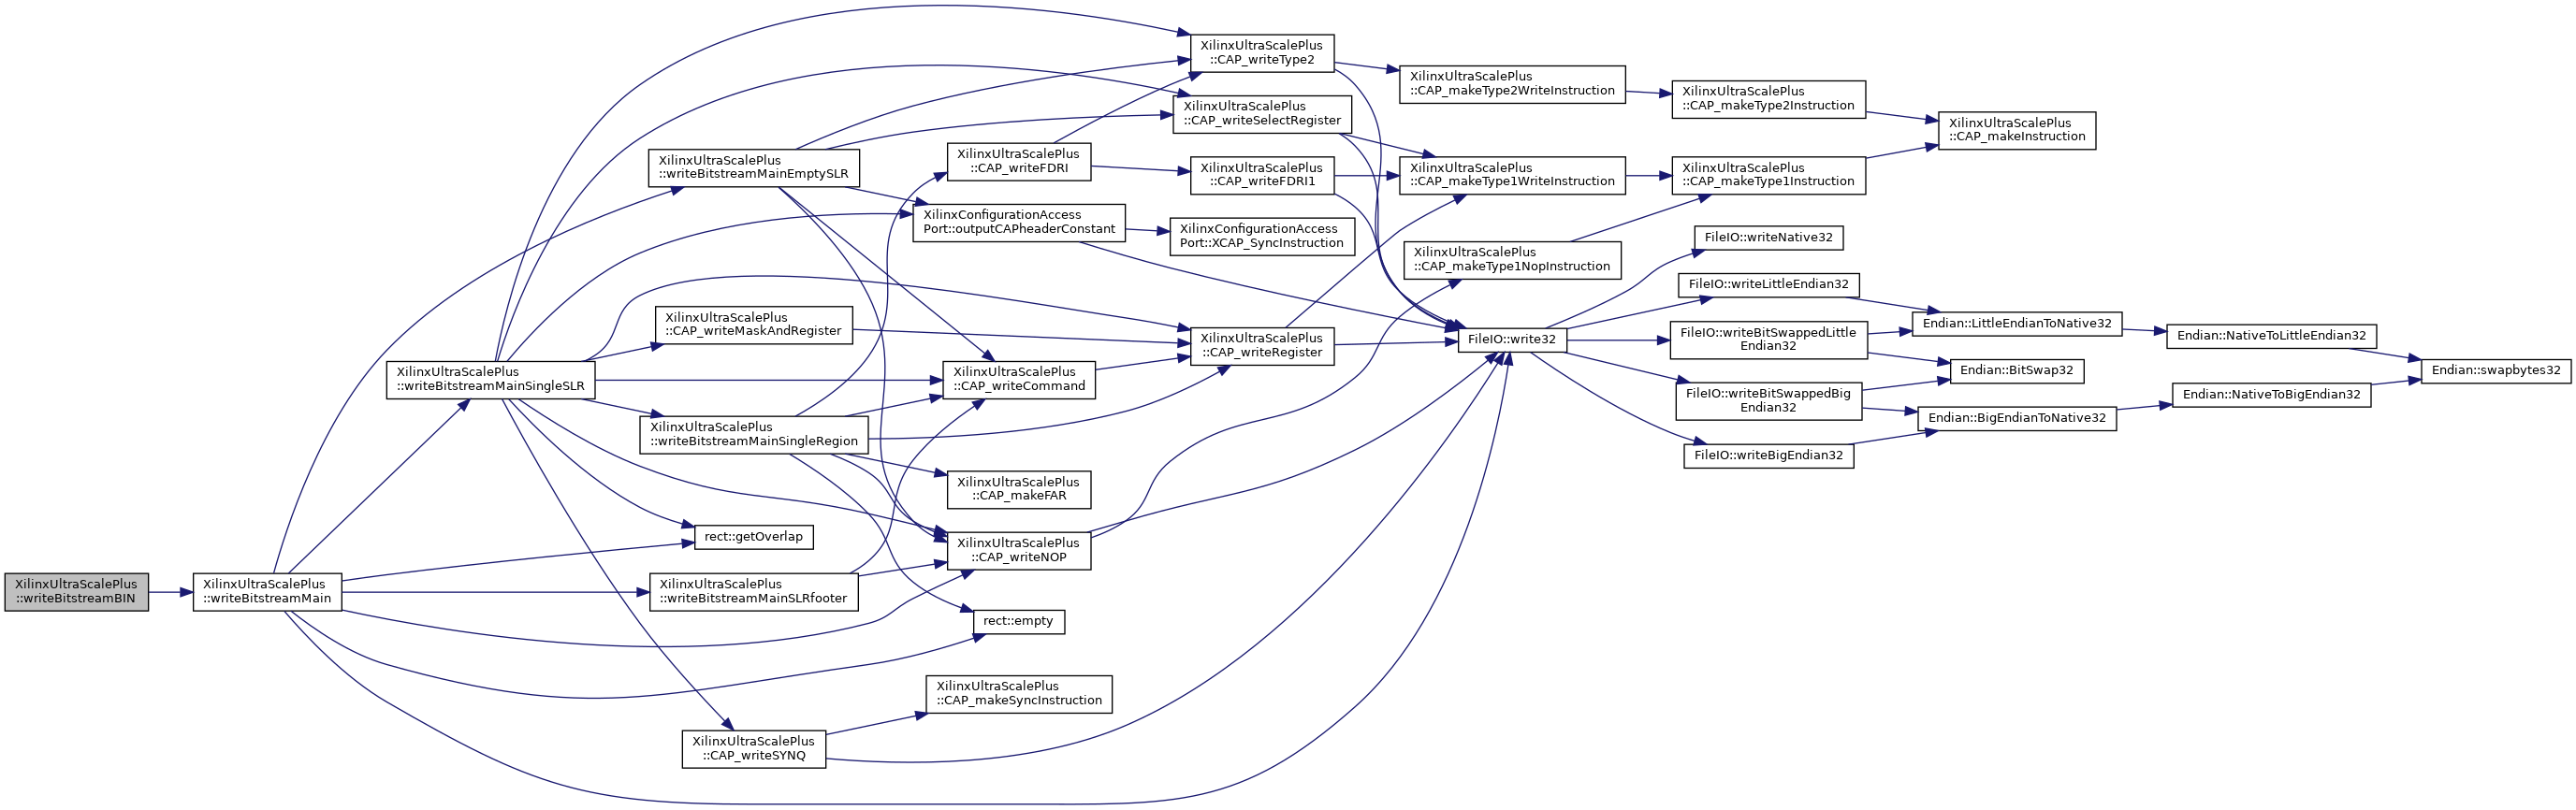 XilinxUltraScalePlus
::writeBitstreamBIN
XilinxUltraScalePlus
::writeBitstreamMain
XilinxUltraScalePlus
::writeBitstreamMainSingleSLR
XilinxUltraScalePlus
::writeBitstreamMainEmptySLR
XilinxUltraScalePlus
::CAP_writeMaskAndRegister
XilinxUltraScalePlus
::writeBitstreamMainSingleRegion
rect::getOverlap
XilinxUltraScalePlus
::writeBitstreamMainSLRfooter
XilinxUltraScalePlus
::CAP_writeSYNQ
XilinxUltraScalePlus
::CAP_writeFDRI
XilinxConfigurationAccess
Port::outputCAPheaderConstant
XilinxUltraScalePlus
::CAP_writeCommand
XilinxUltraScalePlus
::CAP_makeFAR
XilinxUltraScalePlus
::CAP_writeNOP
rect::empty
XilinxUltraScalePlus
::CAP_makeSyncInstruction
XilinxUltraScalePlus
::CAP_writeType2
XilinxUltraScalePlus
::CAP_writeSelectRegister
XilinxUltraScalePlus
::CAP_writeFDRI1
XilinxConfigurationAccess
Port::XCAP_SyncInstruction
XilinxUltraScalePlus
::CAP_writeRegister
XilinxUltraScalePlus
::CAP_makeType2WriteInstruction
XilinxUltraScalePlus
::CAP_makeType1WriteInstruction
XilinxUltraScalePlus
::CAP_makeType1NopInstruction
FileIO::write32
XilinxUltraScalePlus
::CAP_makeType2Instruction
XilinxUltraScalePlus
::CAP_makeType1Instruction
FileIO::writeNative32
FileIO::writeLittleEndian32
FileIO::writeBitSwappedLittle
Endian32
FileIO::writeBitSwappedBig
Endian32
FileIO::writeBigEndian32
XilinxUltraScalePlus
::CAP_makeInstruction
Endian::LittleEndianToNative32
Endian::BitSwap32
Endian::BigEndianToNative32
Endian::NativeToLittleEndian32
Endian::NativeToBigEndian32
Endian::swapbytes32